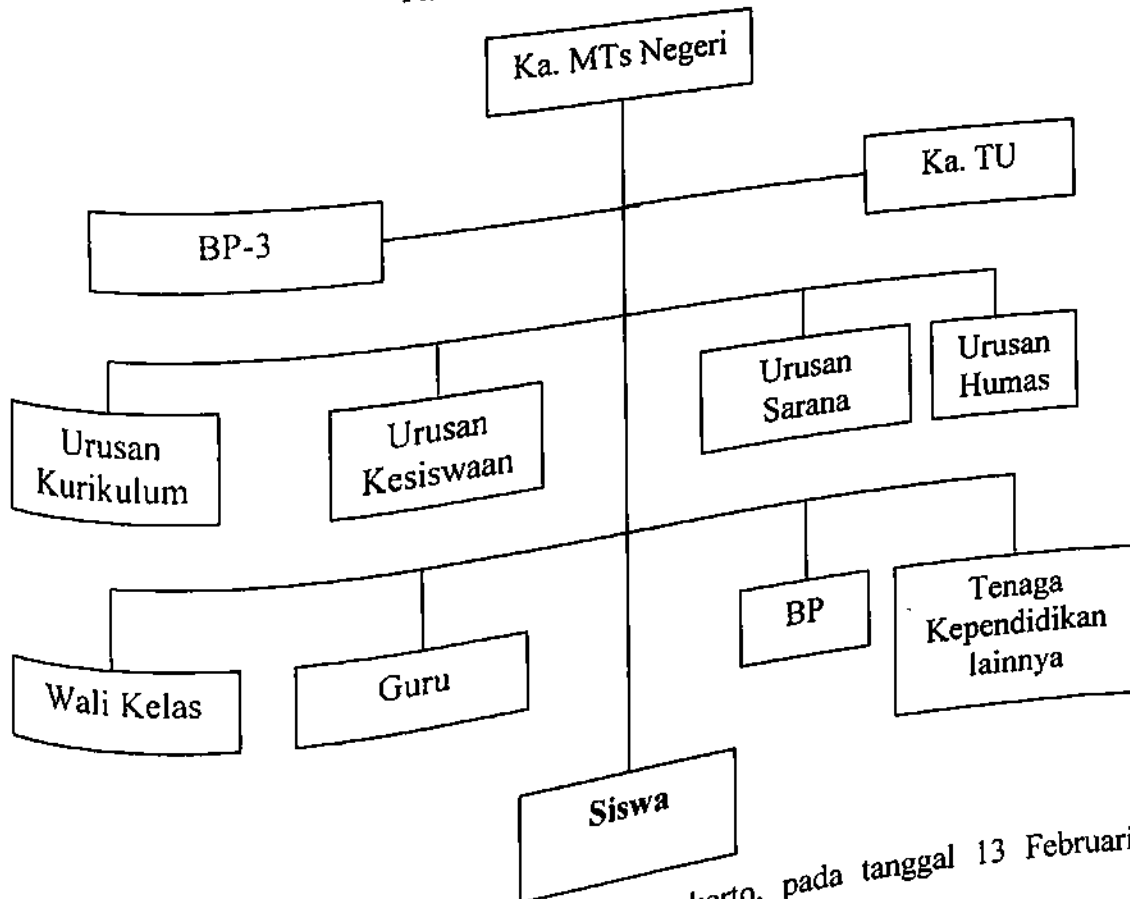 Ka. MTs Negeri
Ka. TU
BP-3
Urusan
Kurikulum
Urusan
Kesiswaan
Urusan
Sarana
Urusan
Humas
Wali Kelas
Guru
BP
Tenaga
Kependidikan
lainnya
Siswa
pada tanggal 13 Februari